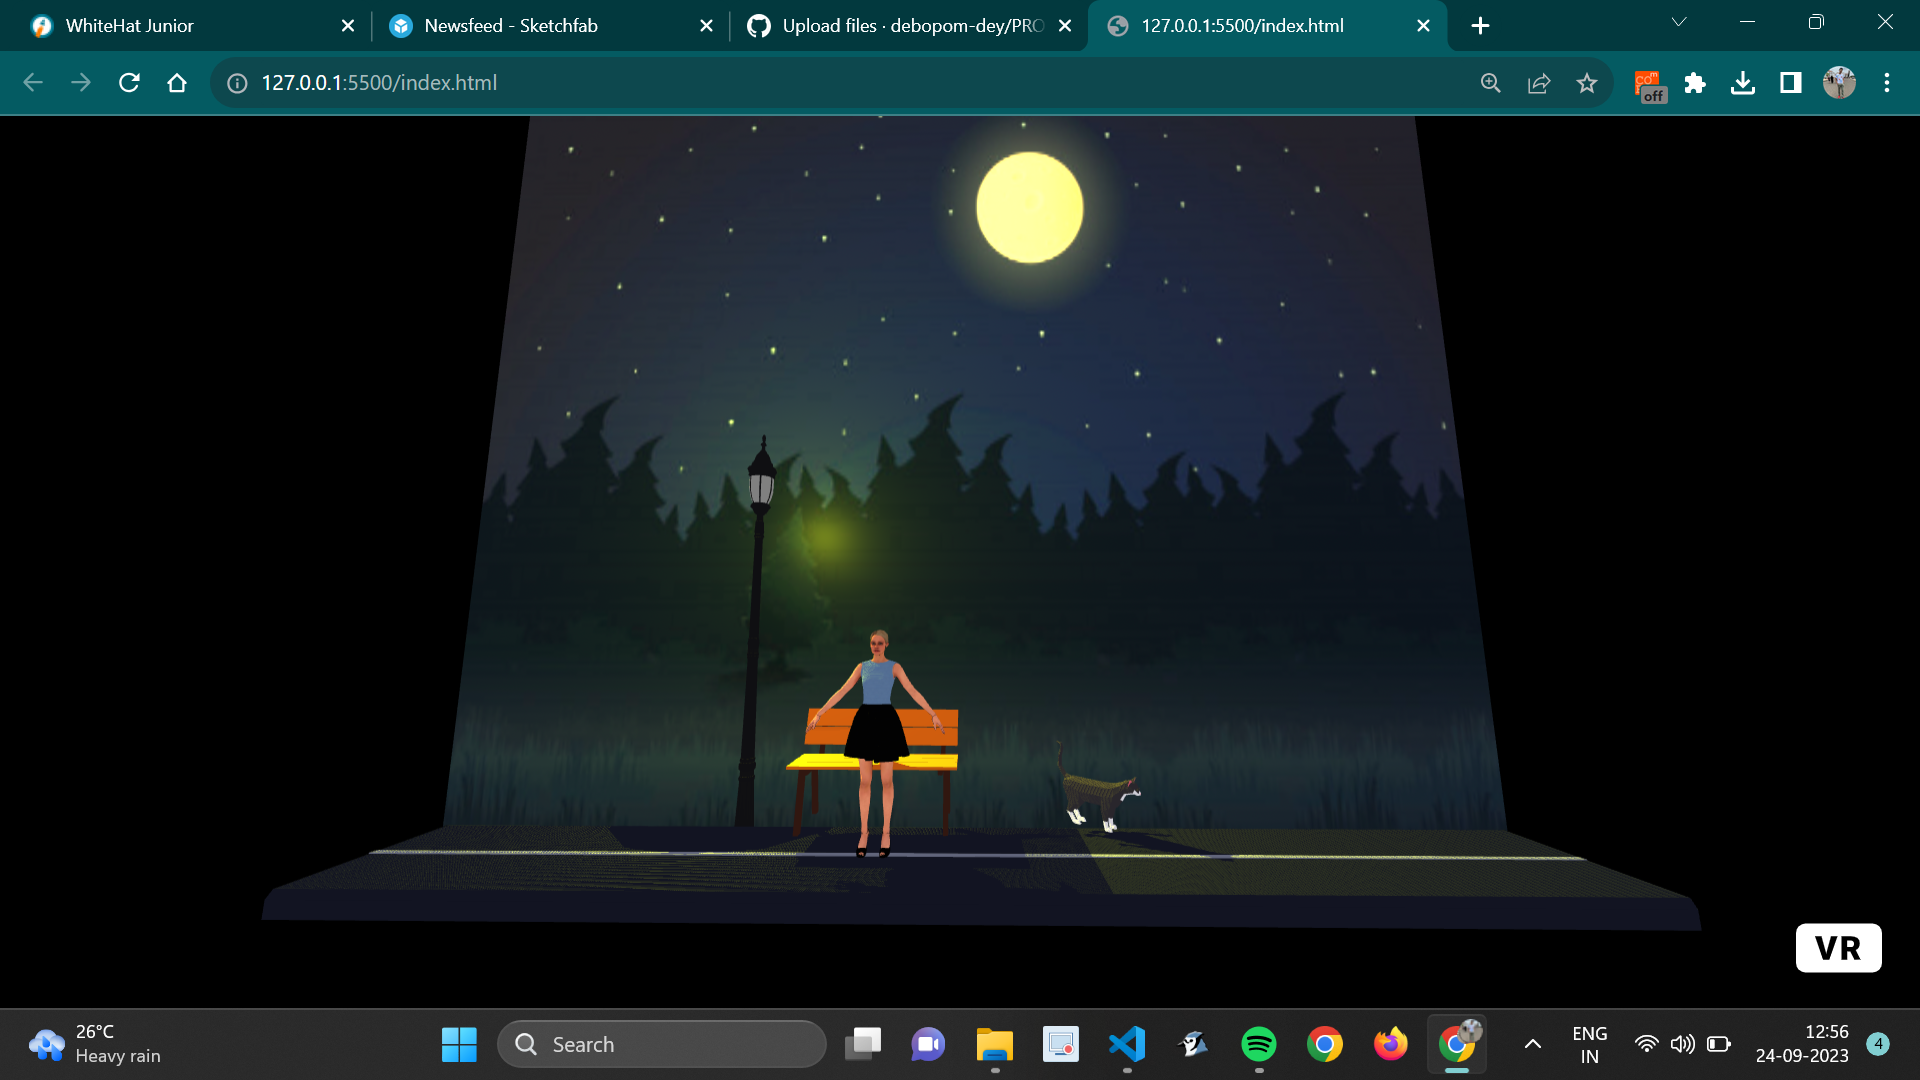 WhiteHat Junior
Newsfeed - Sketchfab
Upload files · debopom-dey/PRO
127.0.0.1:5500/index.html
127.0.0.1:5500/index.html
off
VR
26°C
Heavy rain
Search
ENG
IN
12:56
24-09-2023
4